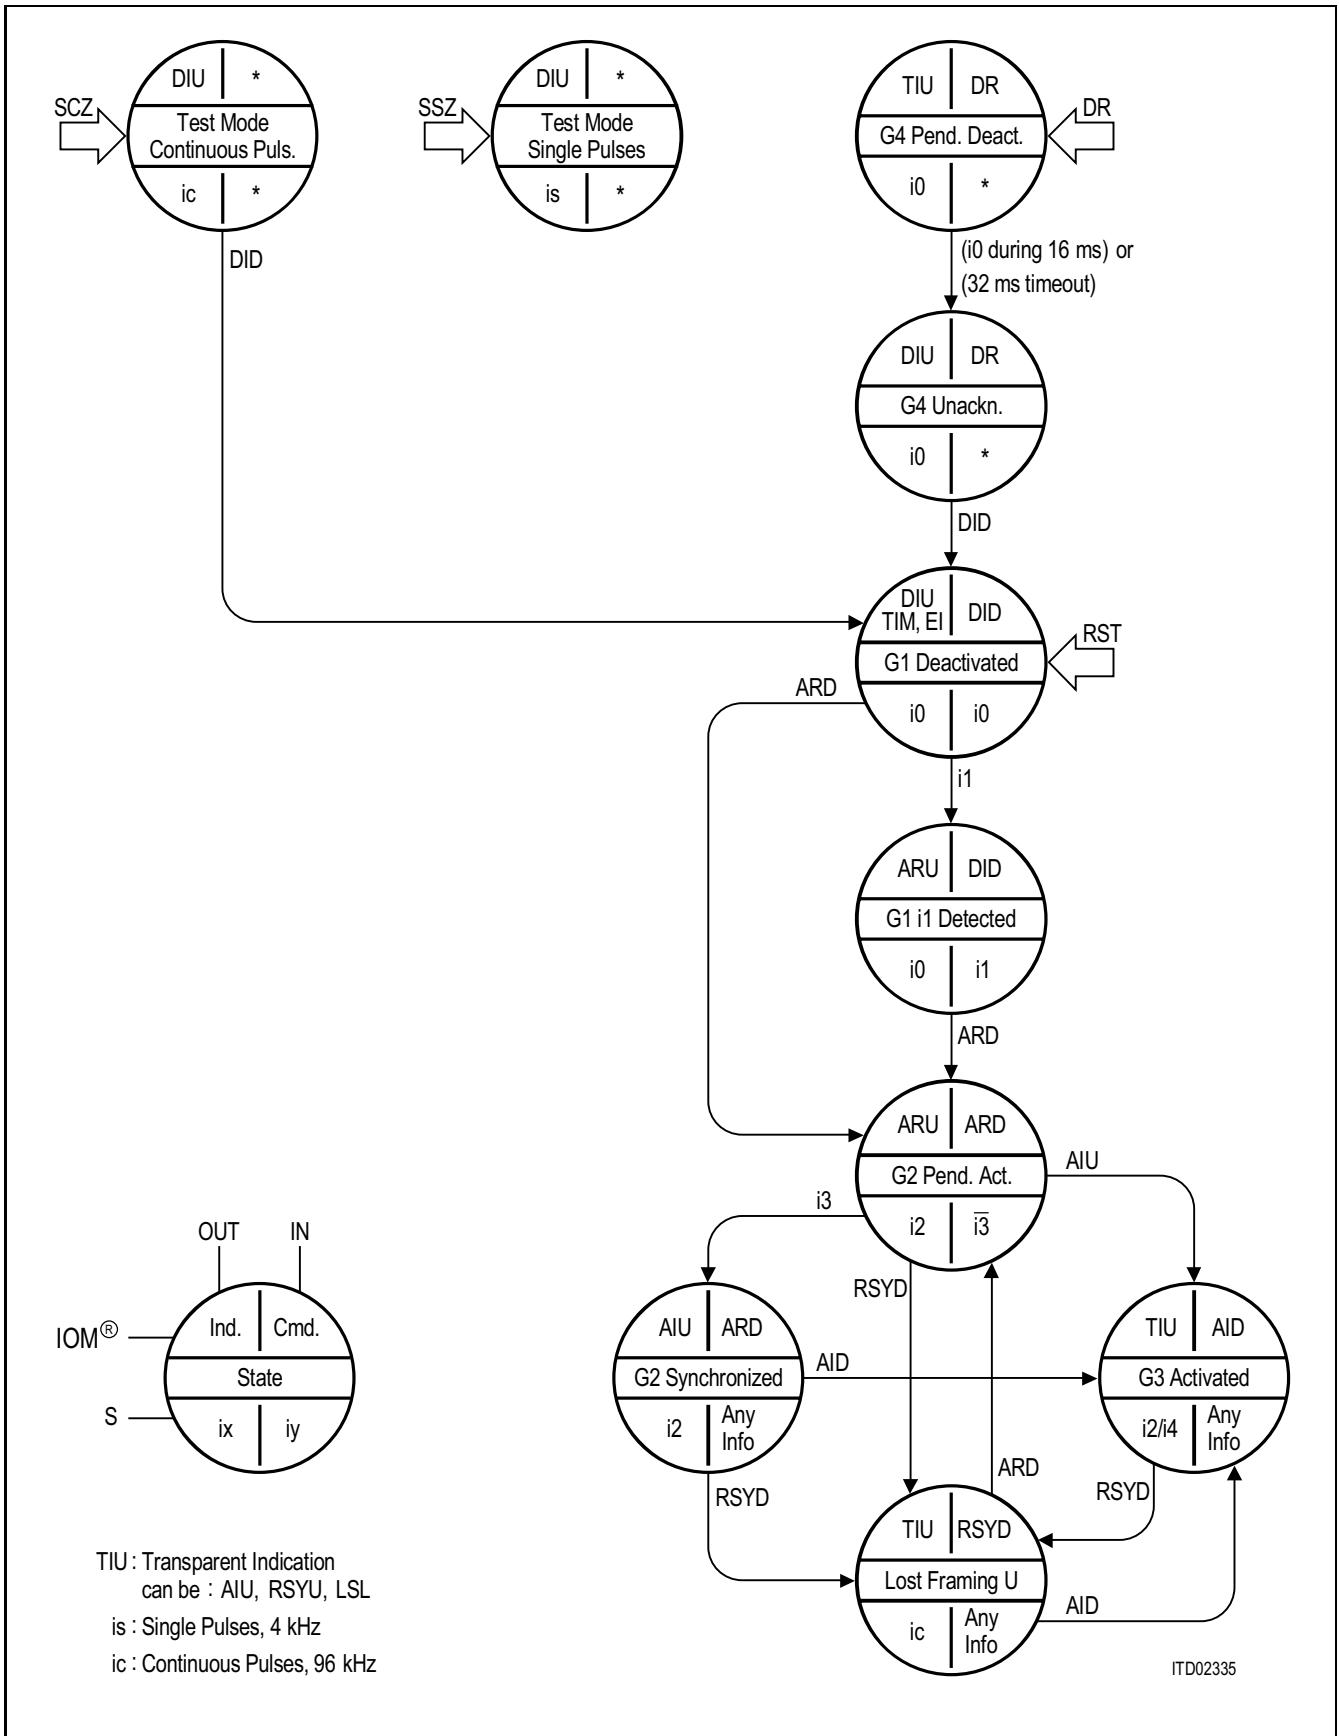 DIU *
SCZ
Test Mode
Continuous Puls.
ic *
DID
DIU *
SSZ
Test Mode
Single Pulses
is *
TIU DR
DR
G4 Pend. Deact.
i0 *
(i0 during 16 ms) or
(32 ms timeout)
DIU DR
G4 Unackn.
i0 *
DID
DIU
TIM, EI DID
RST
G1 Deactivated
ARD
i0 i0
i1
ARU DID
G1 i1 Detected
i0 i1
ARD
ARU ARD
AIU
G2 Pend. Act.
i3
i2 i̅3̅
RSYD
AIU ARD
AID
G2 Synchronized
i2 Any
Info
RSYD
TIU AID
G3 Activated
i2/i4 Any
Info
ARD
RSYD
TIU RSYD
Lost Framing U
AID
ic Any
Info
OUT IN
IOM® Ind. Cmd.
State
S ix iy
TIU : Transparent Indication
can be : AIU, RSYU, LSL
is : Single Pulses, 4 kHz
ic : Continuous Pulses, 96 kHz
ITD02335